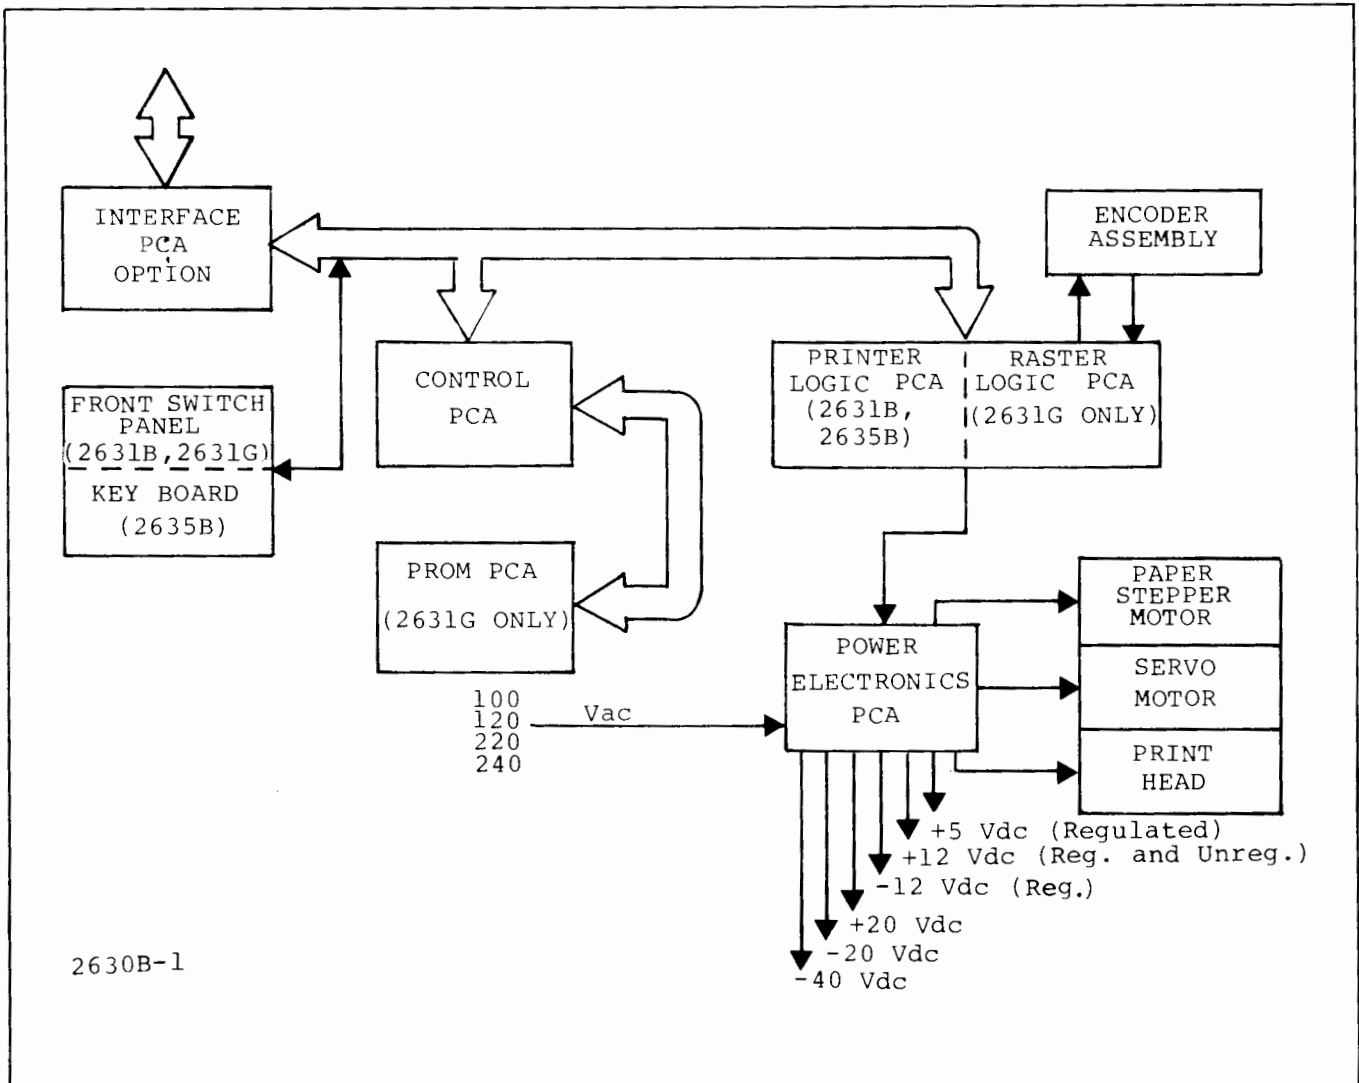 INTERFACE
PCA
OPTION
ENCODER
ASSEMBLY
FRONT SWITCH
PANEL
(2631B,2631G)
KEY BOARD
(2635B)
CONTROL
PCA
PRINTER
LOGIC PCA
(2631B,
2635B)
RASTER
LOGIC PCA
(2631G ONLY)
PROM PCA
(2631G ONLY)
100
120
220
240
Vac
POWER
ELECTRONICS
PCA
PAPER
STEPPER
MOTOR
SERVO
MOTOR
PRINT
HEAD
+5 Vdc (Regulated)
+12 Vdc (Reg. and Unreg.)
-12 Vdc (Reg.)
+20 Vdc
-20 Vdc
-40 Vdc
2630B-1